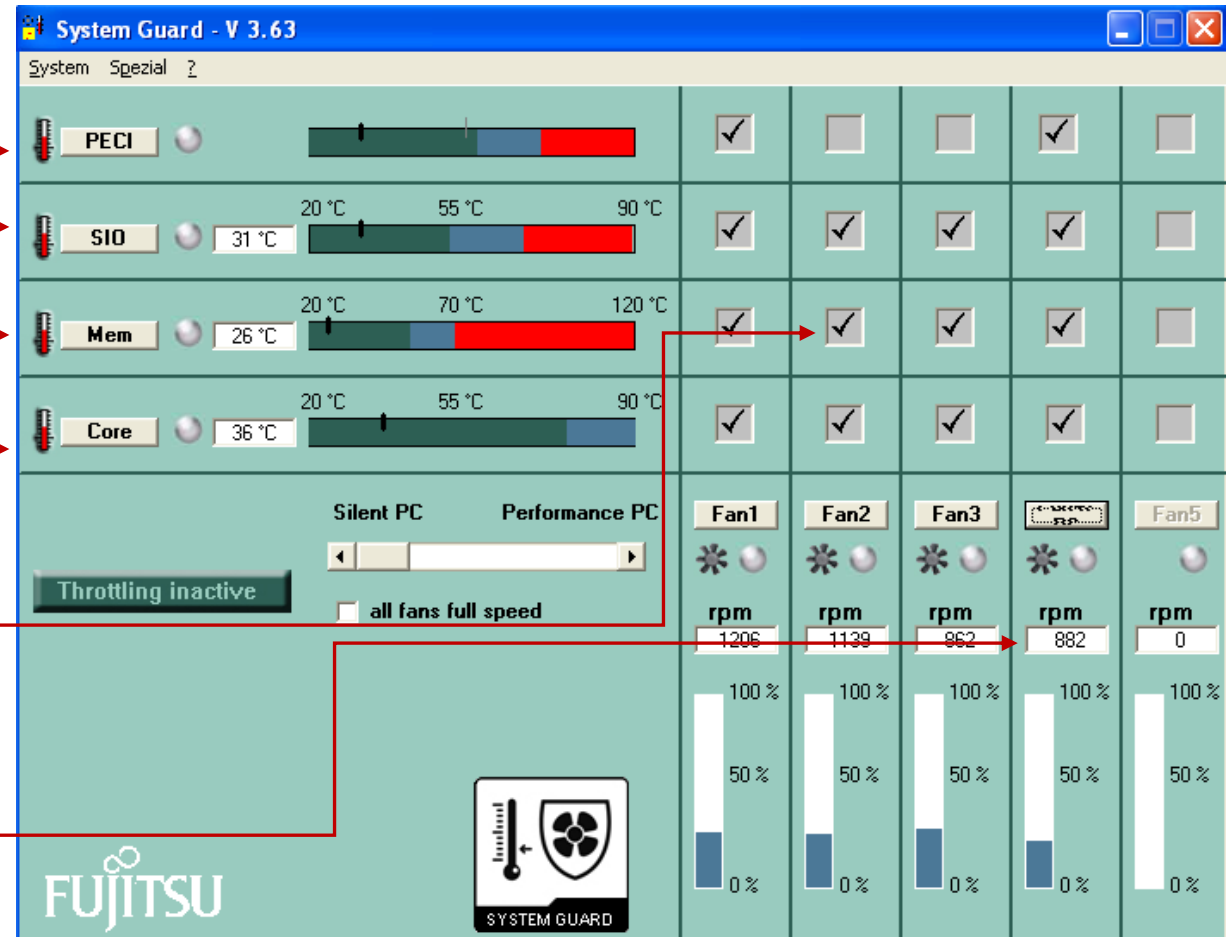 System Guard - V 3.63
System Spezial ?
PECI
20 °C 55 °C 90 °C
SIO 31 °C
20 °C 70 °C 120 °C
Mem 26 °C
20 °C 55 °C 90 °C
Core 36 °C
Silent PC Performance PC
Fan1 Fan2 Fan3 Fan5
Throttling inactive
all fans full speed
rpm rpm rpm rpm rpm
1206 1139 862 882 0
100 % 100 % 100 % 100 % 100 %
50 % 50 % 50 % 50 % 50 %
0 % 0 % 0 % 0 % 0 %
FUJITSU
SYSTEM GUARD